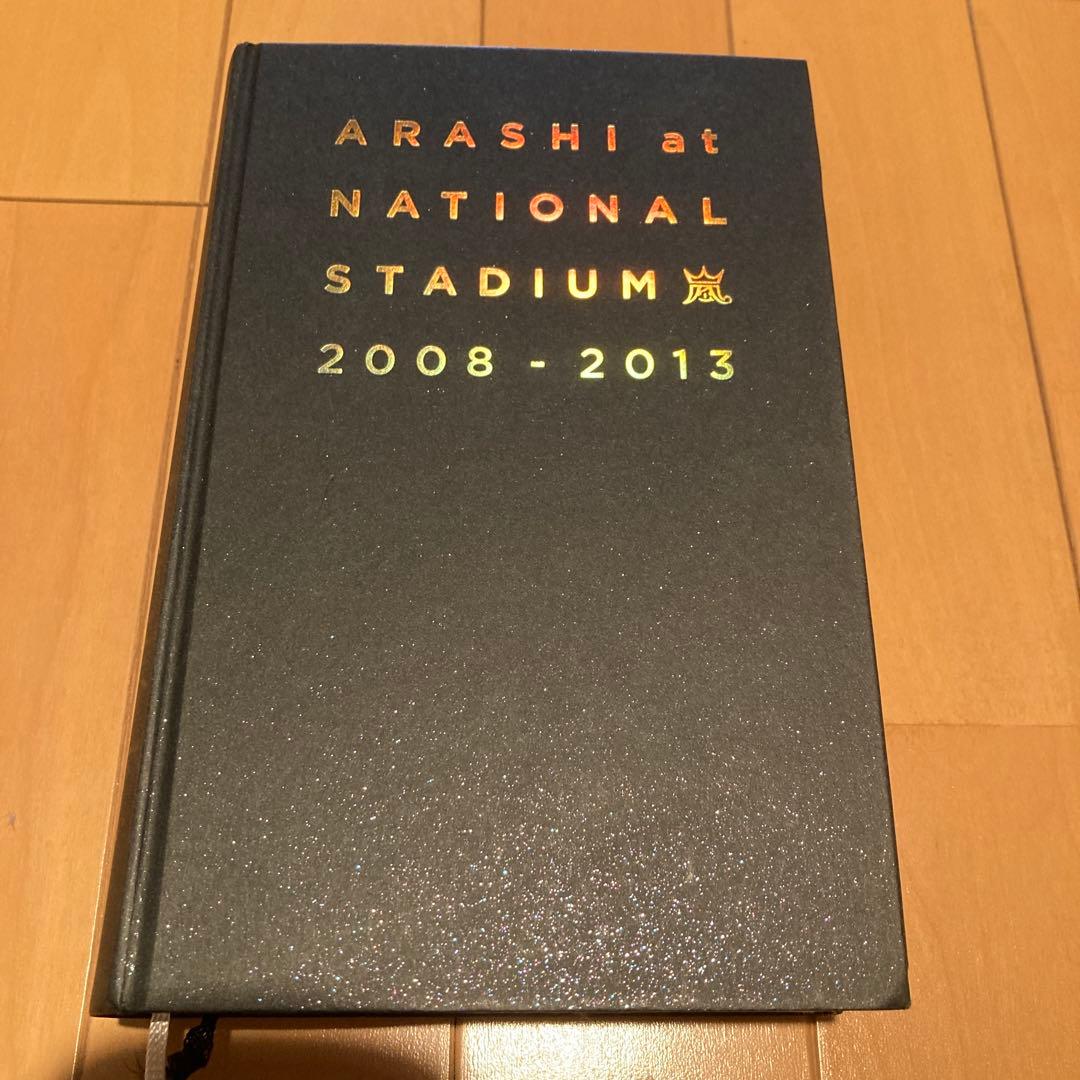 ARASHI at
NATIONAL
STADIUM 嵐
2008 - 2013